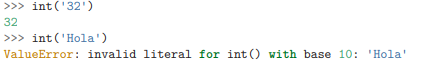 >>> int('32')
32
>>> int('Hola')
ValueError: invalid literal for int() with base 10: 'Hola'